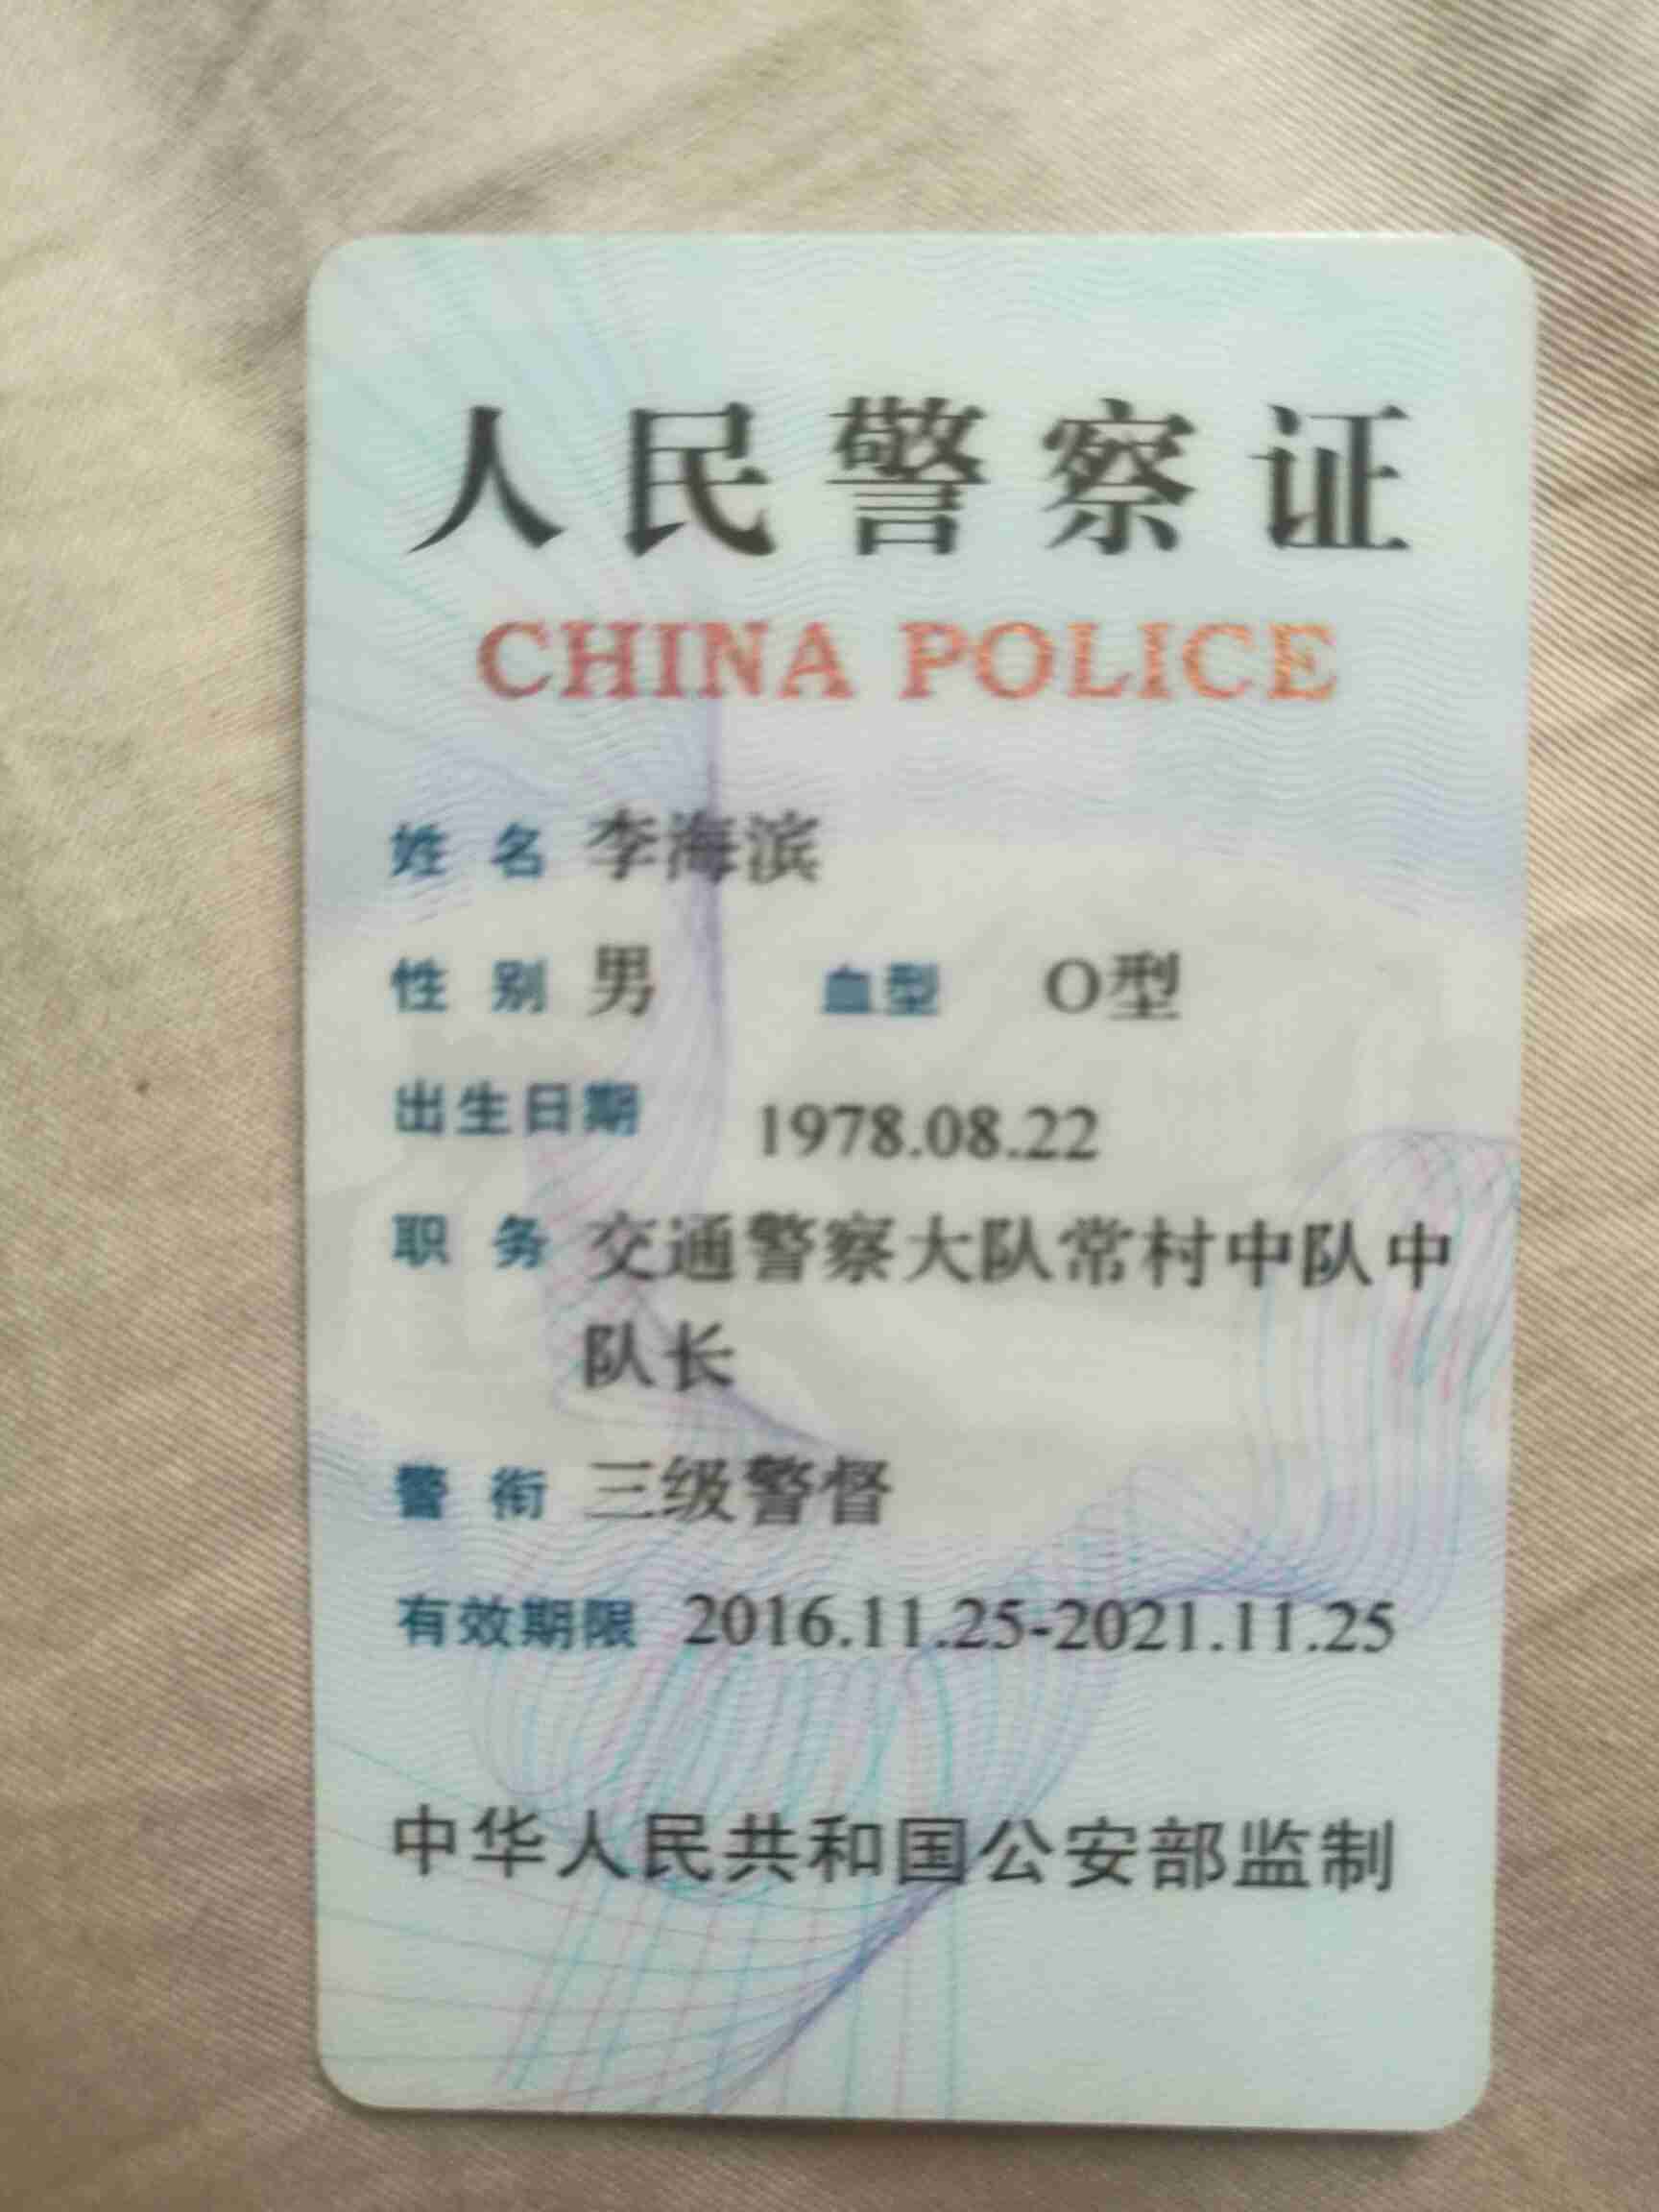 人民警察证
CHINA POLICE
姓名 李海滨
性别 男 血型 O型
出生日期 1978.08.22
职务 交通警察大队常村中队中
队长
警衔 三级警督
有效期限 2016.11.25-2021.11.25
中华人民共和国公安部监制